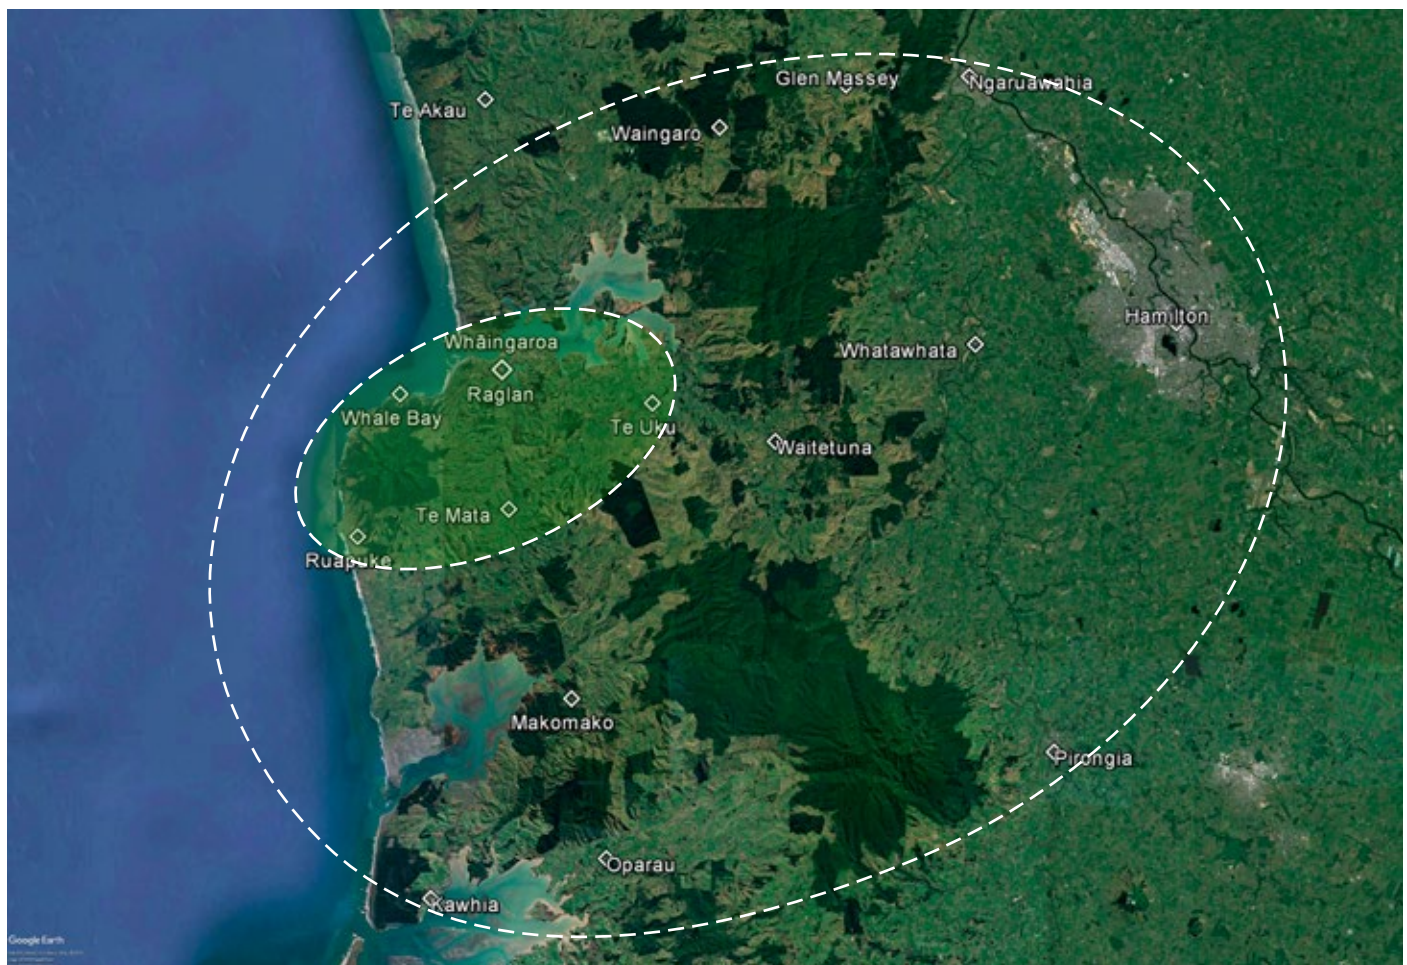 Glen Massey
Ngaruawahia
Te Akau
Waingaro
Hamilton
Whāingaroa
Whatawhata
Raglan
Whale Bay
Te Uku
Waitetuna
Te Mata
Ruapuke
Makomako
Pirongia
Oparau
Kawhia
Google Earth